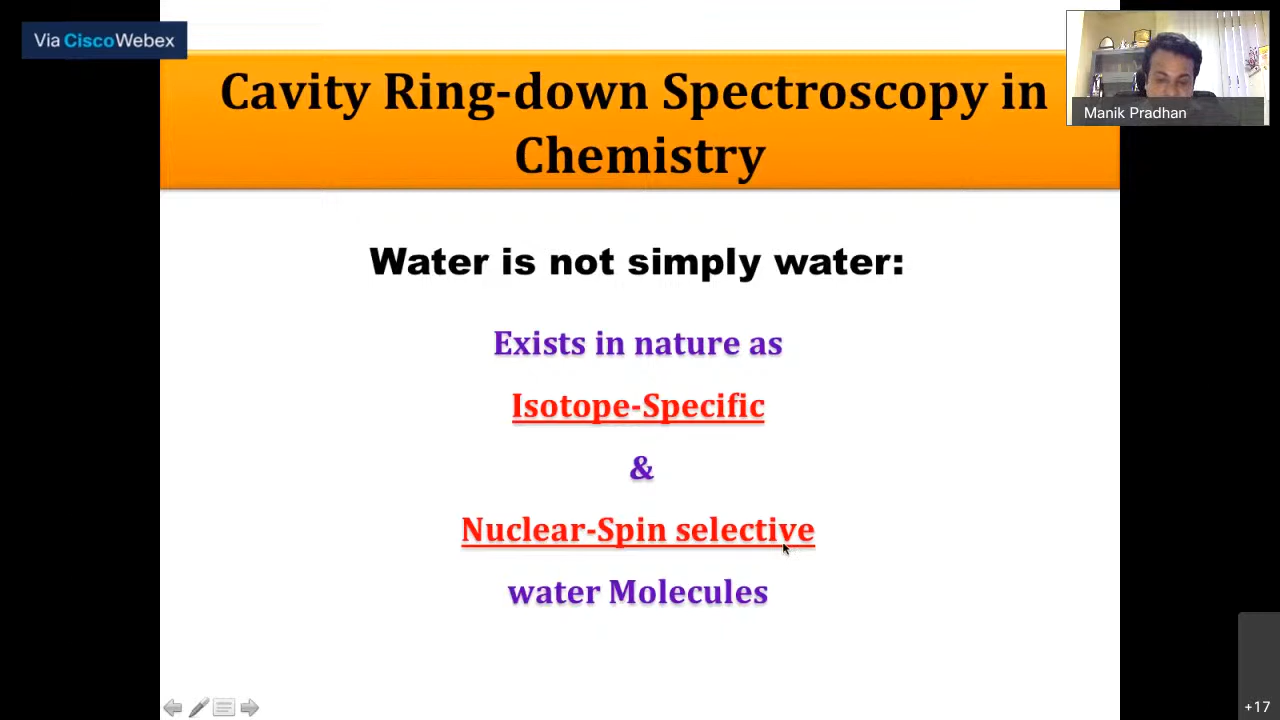 Via CiscoWebex
Cavity Ring-down Spectroscopy in
Chemistry
Manik Pradhan
Water is not simply water:
Exists in nature as
Isotope-Specific
&
Nuclear-Spin selective
water Molecules
+17